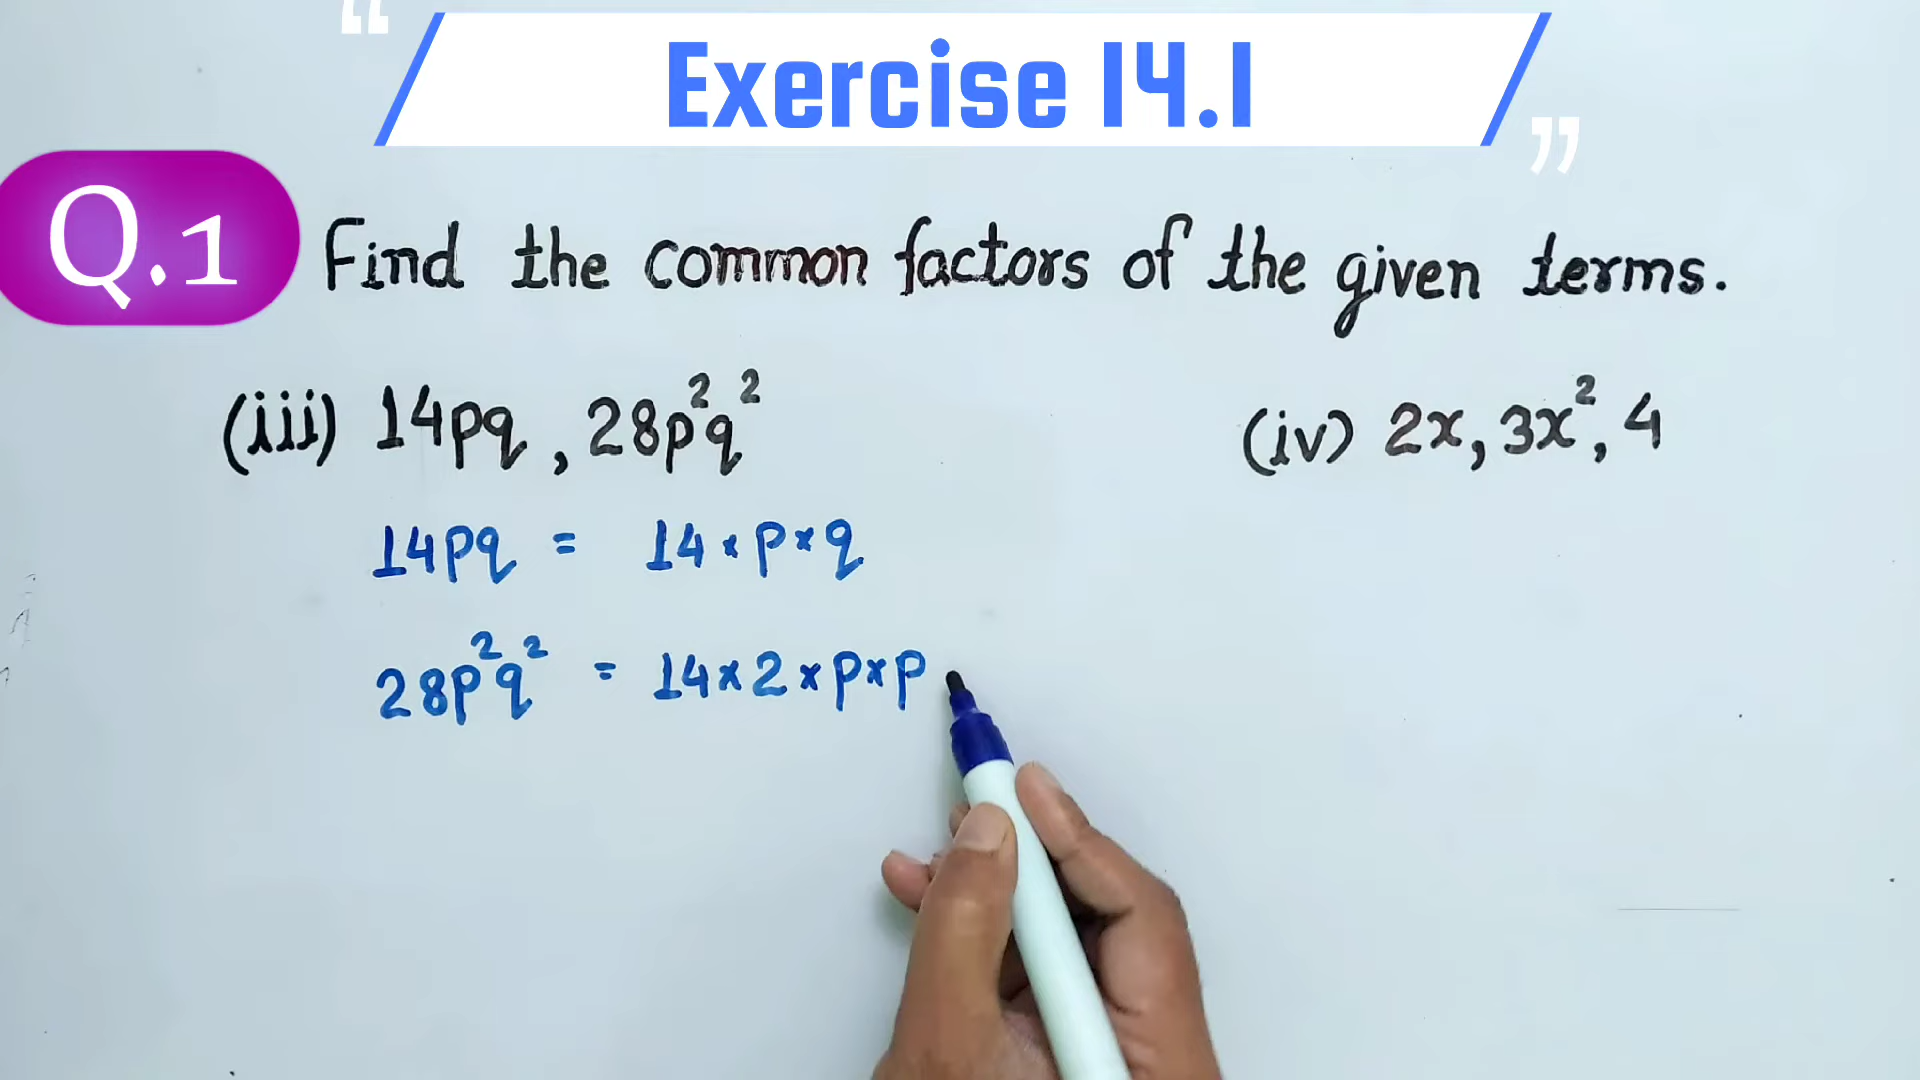 “ Exercise 14.1 ”
Q.1 Find the common factors of the given terms.
(iii) 14pq, 28p²q² (iv) 2x, 3x², 4
14pq = 14×p×q
28p²q² = 14×2×p×p